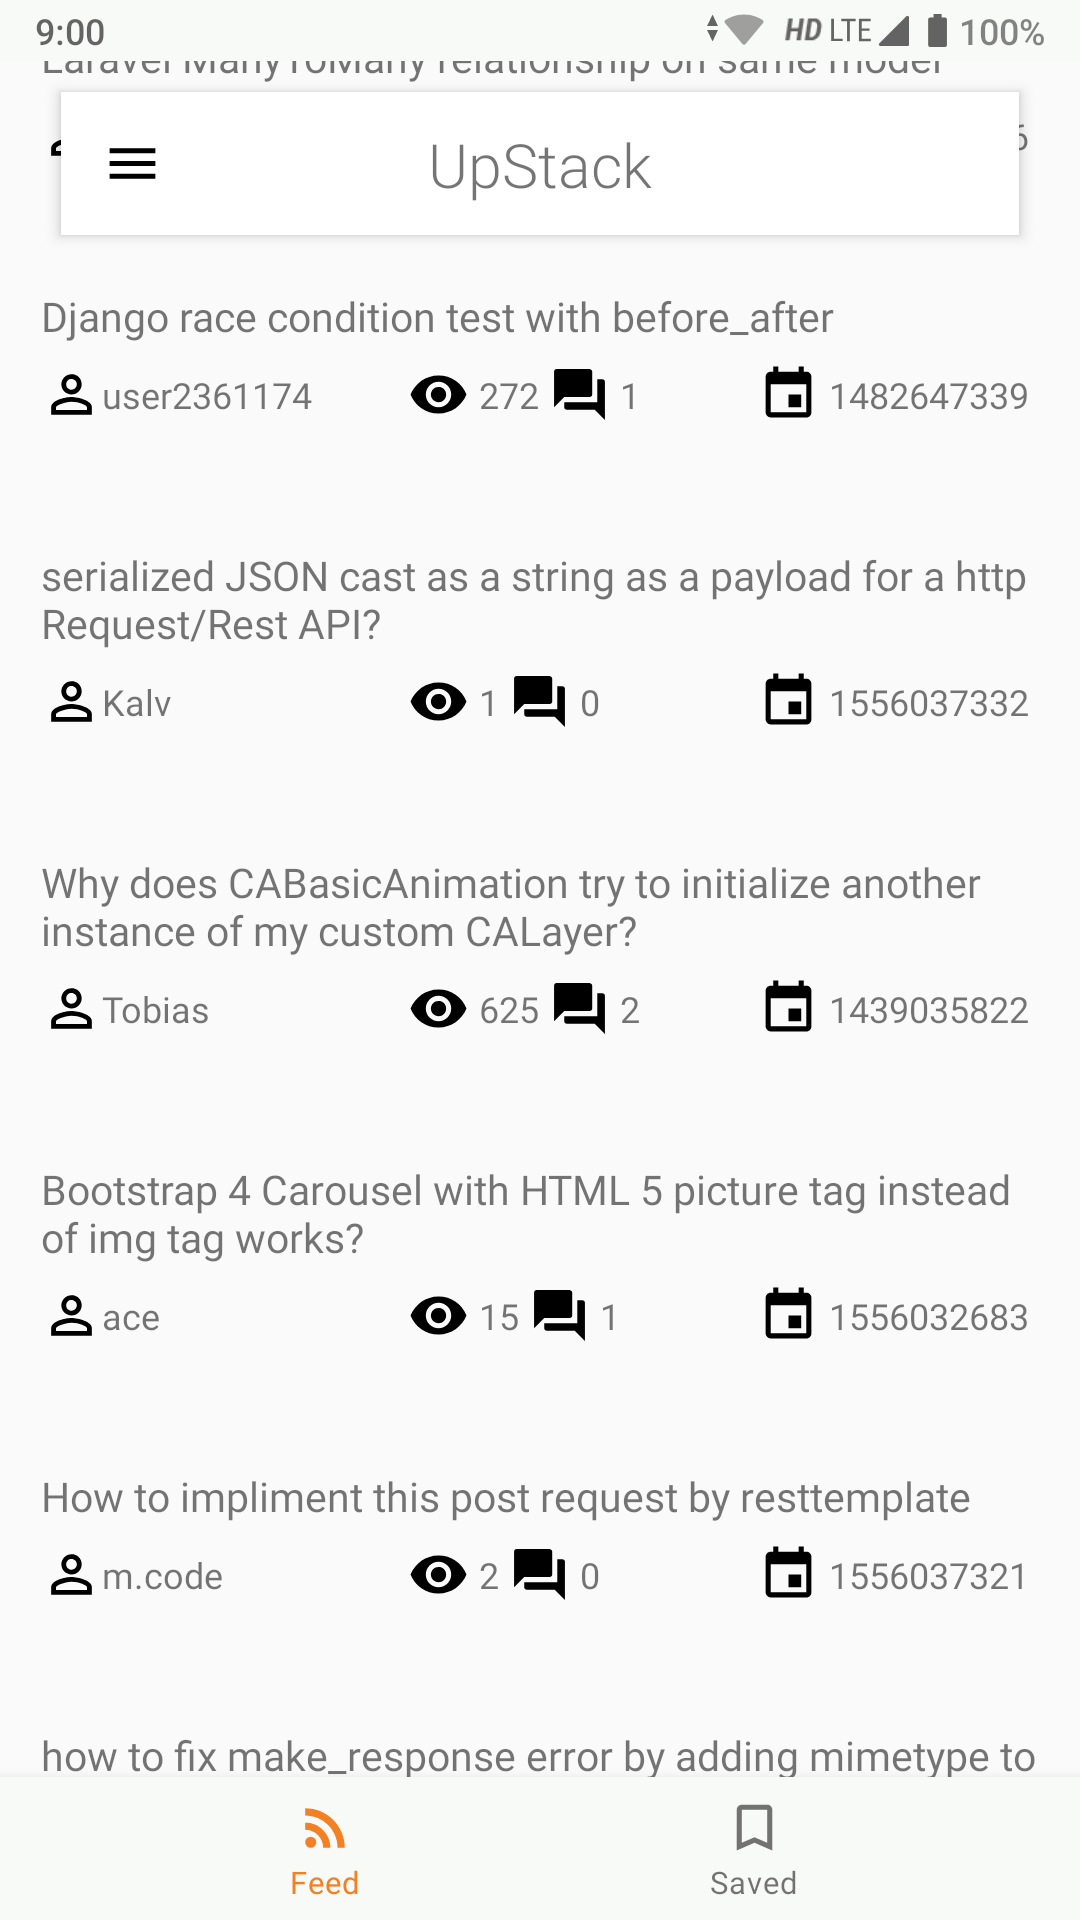 9:00
HD LTE 100%
Laravel ManyToMany relationship on same model
6
UpStack
Django race condition test with before_after
user2361174 272 1 1482647339
serialized JSON cast as a string as a payload for a http
Request/Rest API?
Kalv 1 0 1556037332
Why does CABasicAnimation try to initialize another
instance of my custom CALayer?
Tobias 625 2 1439035822
Bootstrap 4 Carousel with HTML 5 picture tag instead
of img tag works?
ace 15 1 1556032683
How to impliment this post request by resttemplate
m.code 2 0 1556037321
how to fix make_response error by adding mimetype to
Feed Saved